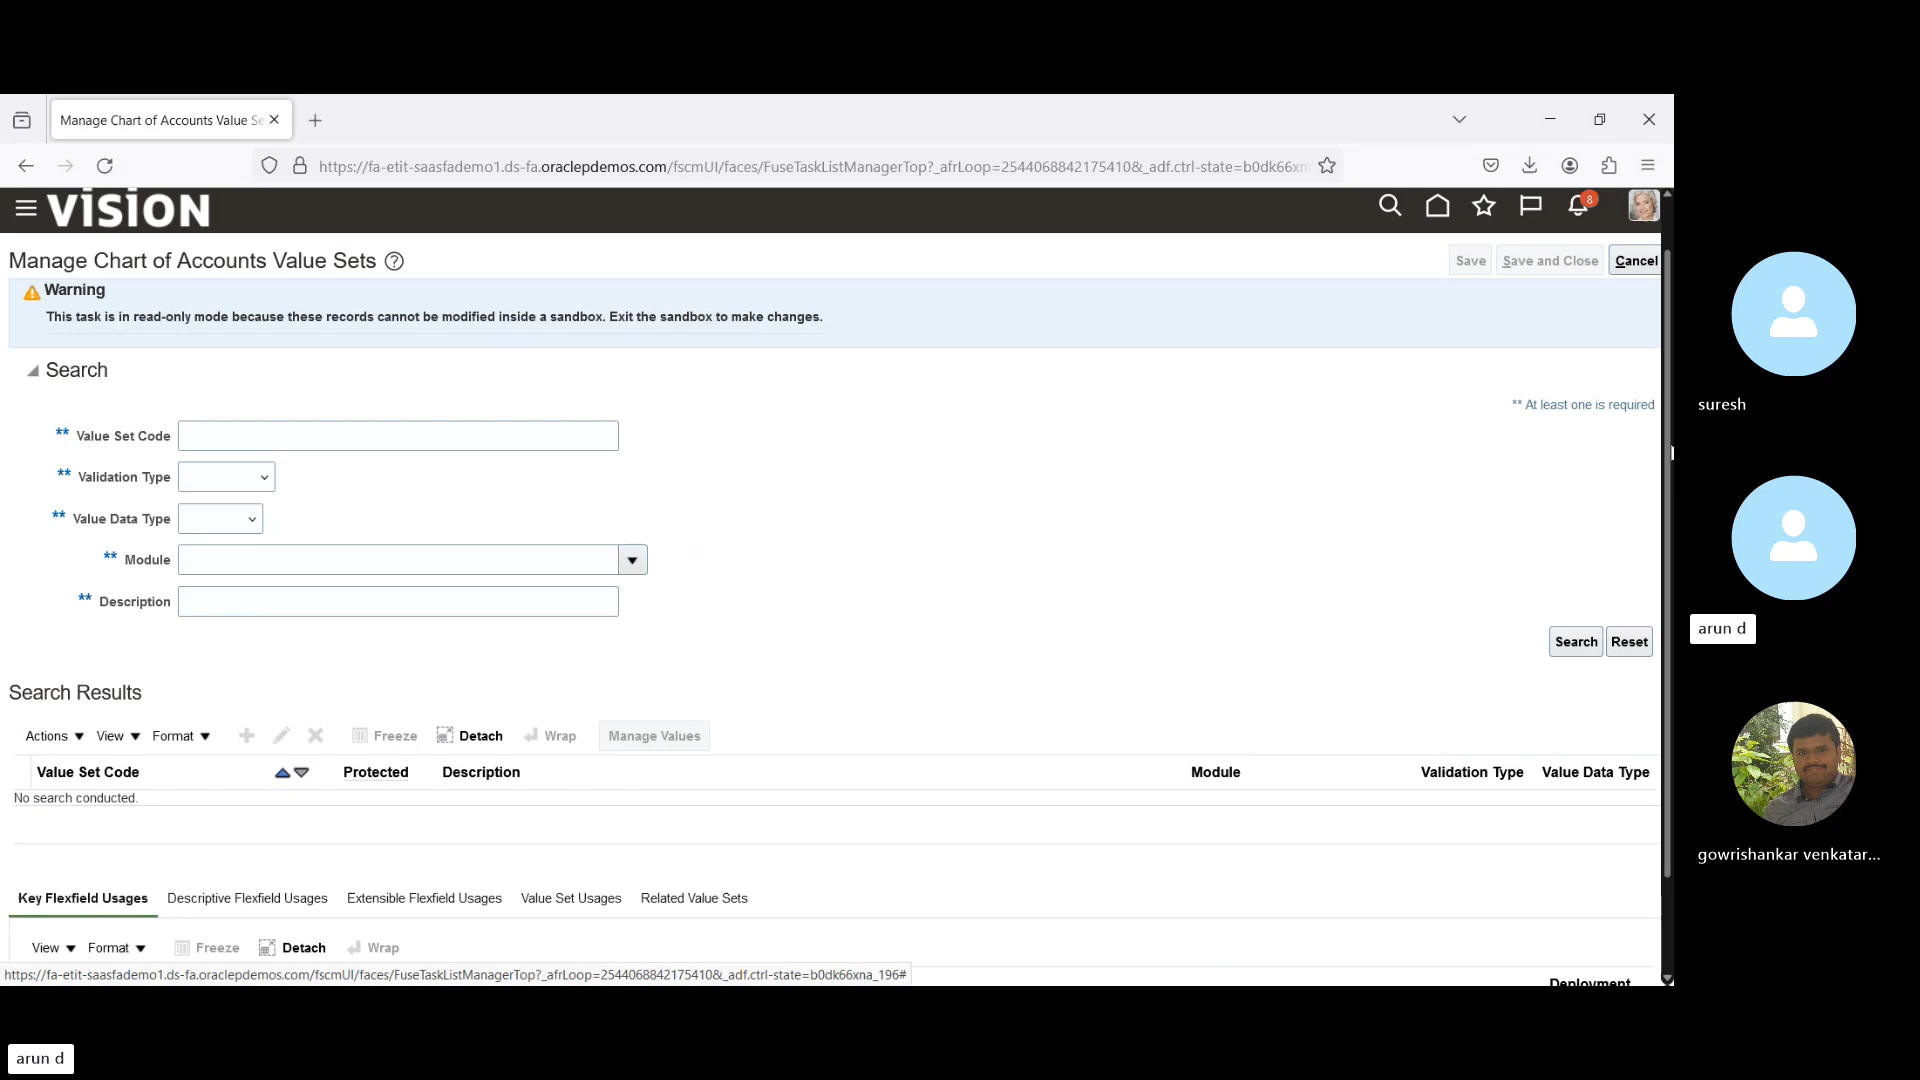 Manage Chart of Accounts Value Se
https://fa-etit-saasfademo1.ds-fa.oraclepdemos.com/fscmUI/faces/FuseTaskListManagerTop?_afrLoop=2544068842175410&_adf.ctrl-state=b0dk66xn
VISION
8
Manage Chart of Accounts Value Sets
Save
Save and Close
Cancel
Warning
This task is in read-only mode because these records cannot be modified inside a sandbox. Exit the sandbox to make changes.
Search
** At least one is required
** Value Set Code
** Validation Type
** Value Data Type
** Module
** Description
Search Reset
Search Results
Actions View Format Freeze Detach Wrap Manage Values
Value Set Code Protected Description Module Validation Type Value Data Type
No search conducted.
Key Flexfield Usages Descriptive Flexfield Usages Extensible Flexfield Usages Value Set Usages Related Value Sets
View Format Freeze Detach Wrap
https://fa-etit-saasfademo1.ds-fa.oraclepdemos.com/fscmUI/faces/FuseTaskListManagerTop?_afrLoop=2544068842175410&_adf.ctrl-state=b0dk66xna_196#
Deployment
suresh
arun d
gowrishankar venkatar...
arun d